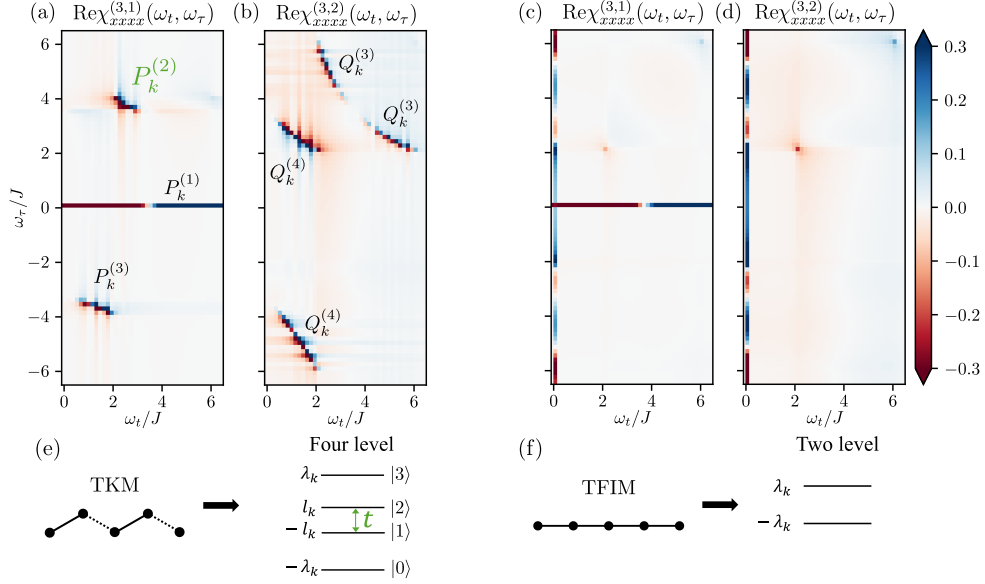 (a) Reχ_{xxxx}^{(3,1)}(ω_t, ω_τ)
(b) Reχ_{xxxx}^{(3,2)}(ω_t, ω_τ)
(c) Reχ_{xxxx}^{(3,1)}(ω_t, ω_τ)
(d) Reχ_{xxxx}^{(3,2)}(ω_t, ω_τ)
6
4
2
0
−2
−4
−6
ω_τ/J
P_k^{(2)}
P_k^{(1)}
P_k^{(3)}
0 2 4 6
ω_t/J
Q_k^{(3)}
Q_k^{(3)}
Q_k^{(4)}
Q_k^{(4)}
0 2 4 6
ω_t/J
0 2 4 6
ω_t/J
0 2 4 6
ω_t/J
0.3
0.2
0.1
0.0
−0.1
−0.2
−0.3
(e)
TKM
Four level
λ_k |3⟩
l_k |2⟩
t
−l_k |1⟩
−λ_k |0⟩
(f)
TFIM
Two level
λ_k
−λ_k